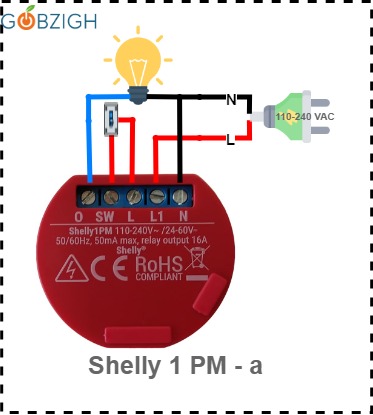 GOBZIGH
N
110-240 VAC
L
O SW L L1 N
Shelly1PM 110-240V~ /24-60V⎓
50/60Hz, 50mA max, relay output 16A
Shelly®
CE RoHS
COMPLIANT
Shelly 1 PM - a